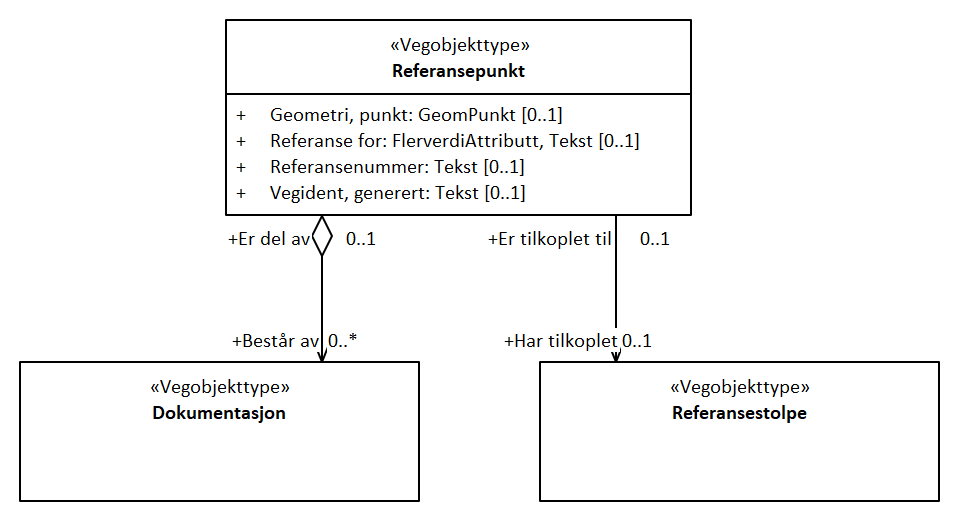 «Vegobjekttype»
Referansepunkt
+ Geometri, punkt: GeomPunkt [0..1]
+ Referanse for: FlerverdiAttributt, Tekst [0..1]
+ Referansenummer: Tekst [0..1]
+ Vegident, generert: Tekst [0..1]
+Er del av 0..1
+Er tilkoplet til 0..1
+Består av 0..*
+Har tilkoplet 0..1
«Vegobjekttype»
Dokumentasjon
«Vegobjekttype»
Referansestolpe